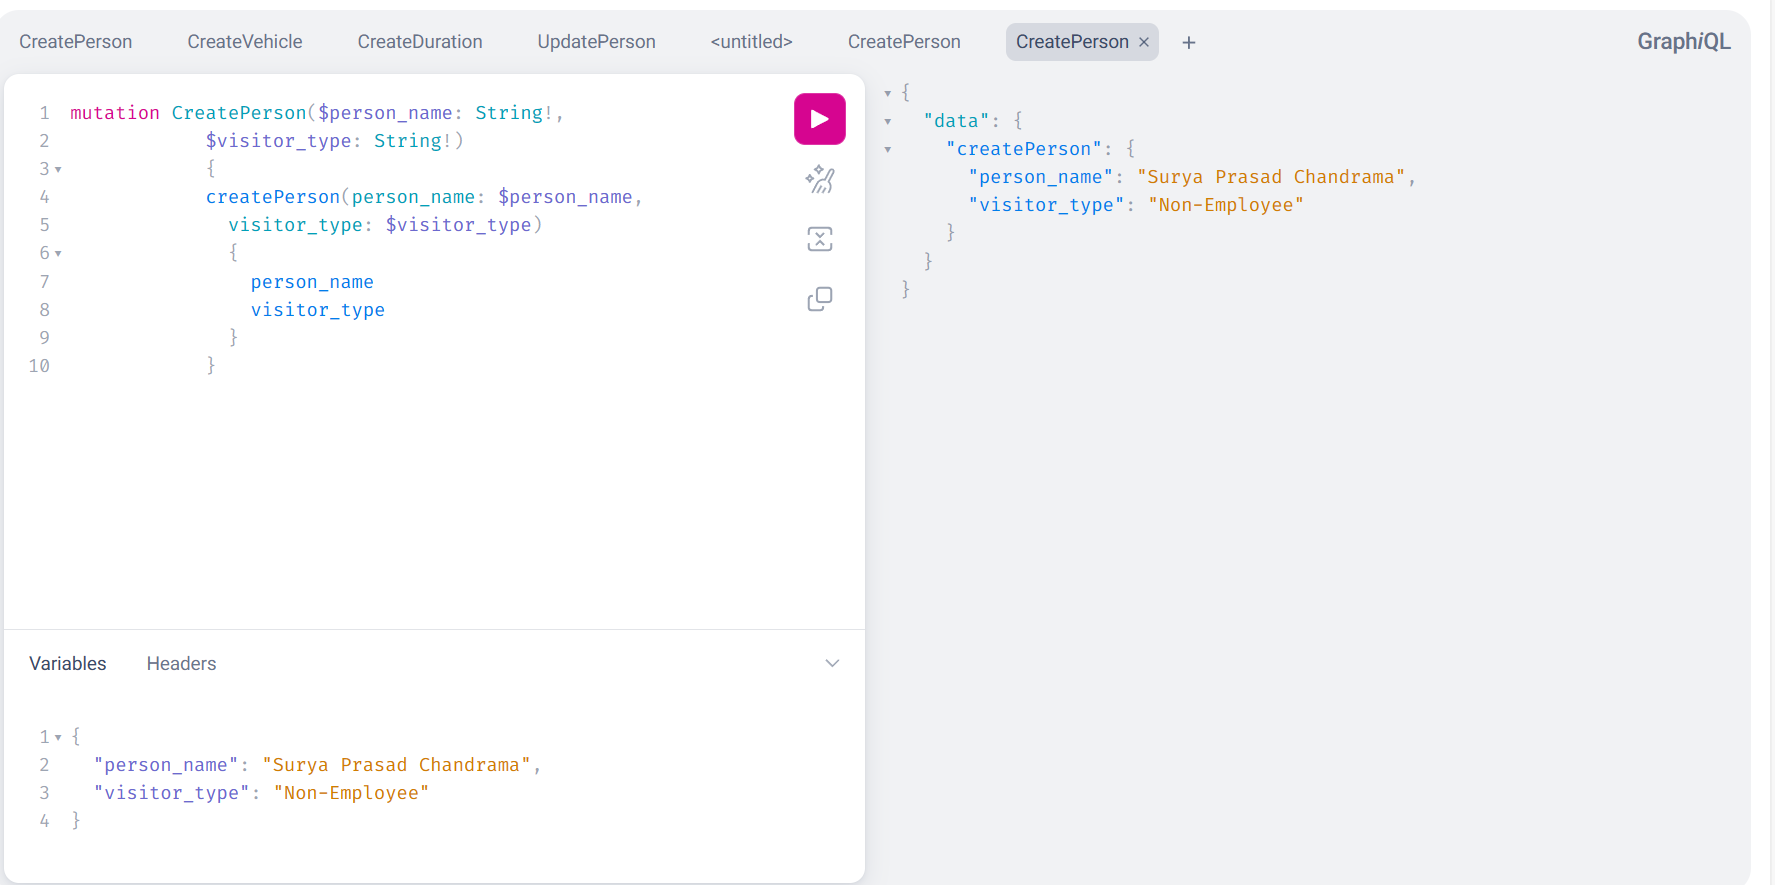 CreatePerson CreateVehicle CreateDuration UpdatePerson <untitled> CreatePerson CreatePerson × + GraphiQL
1 mutation CreatePerson($person_name: String!,
2 $visitor_type: String!)
3 {
4 createPerson(person_name: $person_name,
5 visitor_type: $visitor_type)
6 {
7 person_name
8 visitor_type
9 }
10 }
Variables Headers
1 {
2 "person_name": "Surya Prasad Chandrama",
3 "visitor_type": "Non-Employee"
4 }
{
"data": {
"createPerson": {
"person_name": "Surya Prasad Chandrama",
"visitor_type": "Non-Employee"
}
}
}